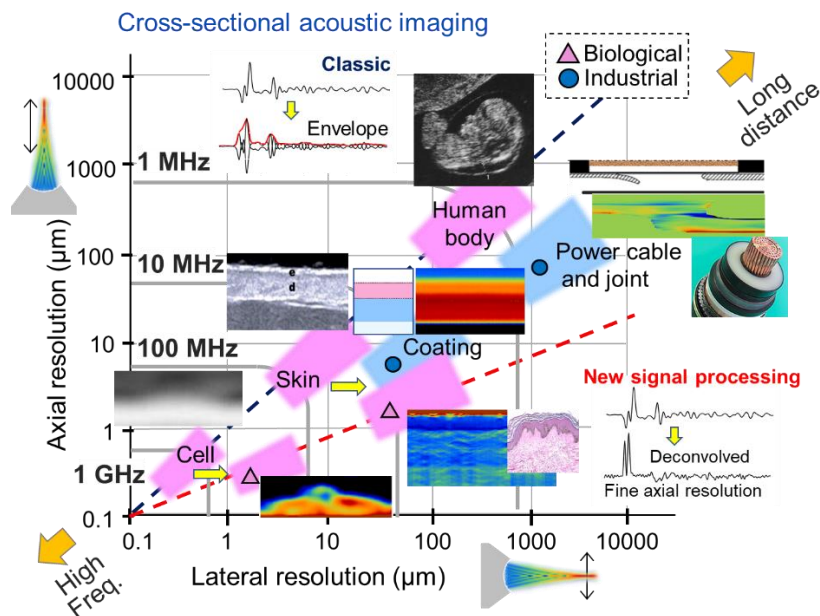 Cross-sectional acoustic imaging
Biological
Industrial
Long
distance
Classic
Envelope
10000
1000
100
10
1
0.1
Axial resolution (µm)
1 MHz
10 MHz
100 MHz
1 GHz
Human
body
Power cable
and joint
e
d
Coating
Skin
Cell
New signal processing
Deconvolved
Fine axial resolution
0.1
1
10
100
1000
10000
Lateral resolution (µm)
High
Freq.